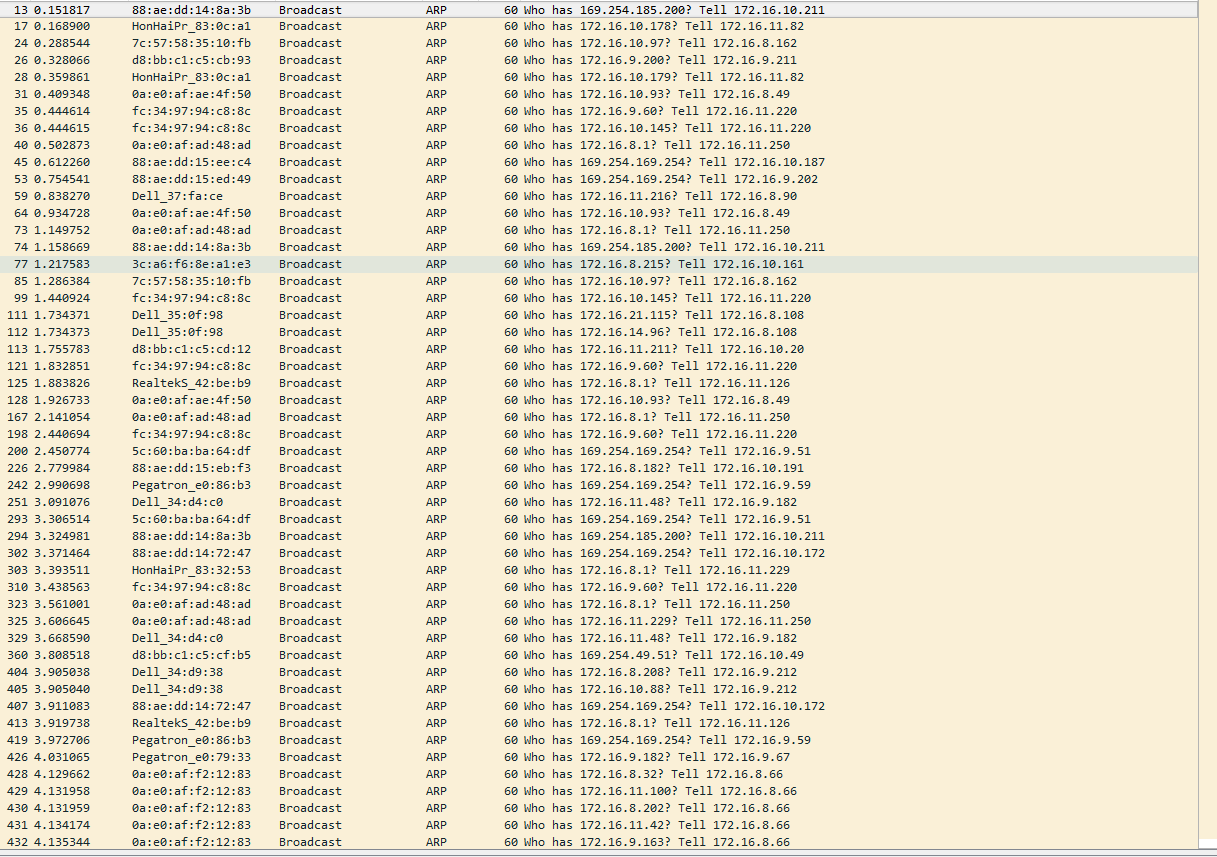 13 0.151817 88:ae:dd:14:8a:3b Broadcast ARP 60 Who has 169.254.185.200? Tell 172.16.10.211
17 0.168900 HonHaiPr_83:0c:a1 Broadcast ARP 60 Who has 172.16.10.178? Tell 172.16.11.82
24 0.288544 7c:57:58:35:10:fb Broadcast ARP 60 Who has 172.16.10.97? Tell 172.16.8.162
26 0.328066 d8:bb:c1:c5:cb:93 Broadcast ARP 60 Who has 172.16.9.200? Tell 172.16.9.211
28 0.359861 HonHaiPr_83:0c:a1 Broadcast ARP 60 Who has 172.16.10.179? Tell 172.16.11.82
31 0.409348 0a:e0:af:ae:4f:50 Broadcast ARP 60 Who has 172.16.10.93? Tell 172.16.8.49
35 0.444614 fc:34:97:94:c8:8c Broadcast ARP 60 Who has 172.16.9.60? Tell 172.16.11.220
36 0.444615 fc:34:97:94:c8:8c Broadcast ARP 60 Who has 172.16.10.145? Tell 172.16.11.220
40 0.502873 0a:e0:af:ad:48:ad Broadcast ARP 60 Who has 172.16.8.1? Tell 172.16.11.250
45 0.612260 88:ae:dd:15:ee:c4 Broadcast ARP 60 Who has 169.254.169.254? Tell 172.16.10.187
53 0.754541 88:ae:dd:15:ed:49 Broadcast ARP 60 Who has 169.254.169.254? Tell 172.16.9.202
59 0.838270 Dell_37:fa:ce Broadcast ARP 60 Who has 172.16.11.216? Tell 172.16.8.90
64 0.934728 0a:e0:af:ae:4f:50 Broadcast ARP 60 Who has 172.16.10.93? Tell 172.16.8.49
73 1.149752 0a:e0:af:ad:48:ad Broadcast ARP 60 Who has 172.16.8.1? Tell 172.16.11.250
74 1.158669 88:ae:dd:14:8a:3b Broadcast ARP 60 Who has 169.254.185.200? Tell 172.16.10.211
77 1.217583 3c:a6:f6:8e:a1:e3 Broadcast ARP 60 Who has 172.16.8.215? Tell 172.16.10.161
85 1.286384 7c:57:58:35:10:fb Broadcast ARP 60 Who has 172.16.10.97? Tell 172.16.8.162
99 1.440924 fc:34:97:94:c8:8c Broadcast ARP 60 Who has 172.16.10.145? Tell 172.16.11.220
111 1.734371 Dell_35:0f:98 Broadcast ARP 60 Who has 172.16.21.115? Tell 172.16.8.108
112 1.734373 Dell_35:0f:98 Broadcast ARP 60 Who has 172.16.14.96? Tell 172.16.8.108
113 1.755783 d8:bb:c1:c5:cd:12 Broadcast ARP 60 Who has 172.16.11.211? Tell 172.16.10.20
121 1.832851 fc:34:97:94:c8:8c Broadcast ARP 60 Who has 172.16.9.60? Tell 172.16.11.220
125 1.883826 RealtekS_42:be:b9 Broadcast ARP 60 Who has 172.16.8.1? Tell 172.16.11.126
128 1.926733 0a:e0:af:ae:4f:50 Broadcast ARP 60 Who has 172.16.10.93? Tell 172.16.8.49
167 2.141054 0a:e0:af:ad:48:ad Broadcast ARP 60 Who has 172.16.8.1? Tell 172.16.11.250
198 2.440694 fc:34:97:94:c8:8c Broadcast ARP 60 Who has 172.16.9.60? Tell 172.16.11.220
200 2.450774 5c:60:ba:ba:64:df Broadcast ARP 60 Who has 169.254.169.254? Tell 172.16.9.51
226 2.779984 88:ae:dd:15:eb:f3 Broadcast ARP 60 Who has 172.16.8.182? Tell 172.16.10.191
242 2.990698 Pegatron_e0:86:b3 Broadcast ARP 60 Who has 169.254.169.254? Tell 172.16.9.59
251 3.091076 Dell_34:d4:c0 Broadcast ARP 60 Who has 172.16.11.48? Tell 172.16.9.182
293 3.306514 5c:60:ba:ba:64:df Broadcast ARP 60 Who has 169.254.169.254? Tell 172.16.9.51
294 3.324981 88:ae:dd:14:8a:3b Broadcast ARP 60 Who has 169.254.185.200? Tell 172.16.10.211
302 3.371464 88:ae:dd:14:72:47 Broadcast ARP 60 Who has 169.254.169.254? Tell 172.16.10.172
303 3.393511 HonHaiPr_83:32:53 Broadcast ARP 60 Who has 172.16.8.1? Tell 172.16.11.229
310 3.438563 fc:34:97:94:c8:8c Broadcast ARP 60 Who has 172.16.9.60? Tell 172.16.11.220
323 3.561001 0a:e0:af:ad:48:ad Broadcast ARP 60 Who has 172.16.8.1? Tell 172.16.11.250
325 3.606645 0a:e0:af:ad:48:ad Broadcast ARP 60 Who has 172.16.11.229? Tell 172.16.11.250
329 3.668590 Dell_34:d4:c0 Broadcast ARP 60 Who has 172.16.11.48? Tell 172.16.9.182
360 3.808518 d8:bb:c1:c5:cf:b5 Broadcast ARP 60 Who has 169.254.49.51? Tell 172.16.10.49
404 3.905038 Dell_34:d9:38 Broadcast ARP 60 Who has 172.16.8.208? Tell 172.16.9.212
405 3.905040 Dell_34:d9:38 Broadcast ARP 60 Who has 172.16.10.88? Tell 172.16.9.212
407 3.911083 88:ae:dd:14:72:47 Broadcast ARP 60 Who has 169.254.169.254? Tell 172.16.10.172
413 3.919738 RealtekS_42:be:b9 Broadcast ARP 60 Who has 172.16.8.1? Tell 172.16.11.126
419 3.972706 Pegatron_e0:86:b3 Broadcast ARP 60 Who has 169.254.169.254? Tell 172.16.9.59
426 4.031065 Pegatron_e0:79:33 Broadcast ARP 60 Who has 172.16.9.182? Tell 172.16.9.67
428 4.129662 0a:e0:af:f2:12:83 Broadcast ARP 60 Who has 172.16.8.32? Tell 172.16.8.66
429 4.131958 0a:e0:af:f2:12:83 Broadcast ARP 60 Who has 172.16.11.100? Tell 172.16.8.66
430 4.131959 0a:e0:af:f2:12:83 Broadcast ARP 60 Who has 172.16.8.202? Tell 172.16.8.66
431 4.134174 0a:e0:af:f2:12:83 Broadcast ARP 60 Who has 172.16.11.42? Tell 172.16.8.66
432 4.135344 0a:e0:af:f2:12:83 Broadcast ARP 60 Who has 172.16.9.163? Tell 172.16.8.66